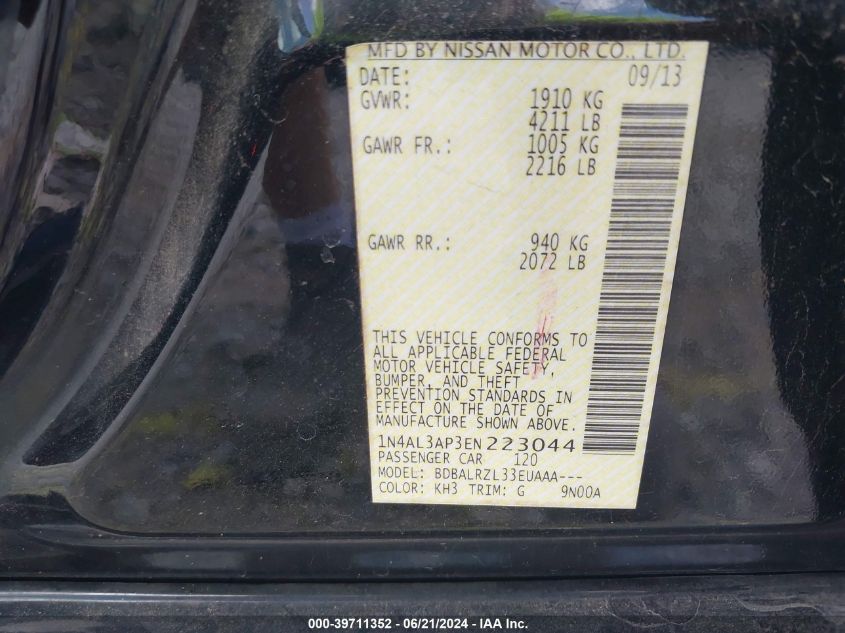 MFD BY NISSAN MOTOR CO., LTD.
DATE: 09/13
GVWR: 1910 KG
4211 LB
GAWR FR.: 1005 KG
2216 LB
GAWR RR.: 940 KG
2072 LB
THIS VEHICLE CONFORMS TO
ALL APPLICABLE FEDERAL
MOTOR VEHICLE SAFETY,
BUMPER, AND THEFT
PREVENTION STANDARDS IN
EFFECT ON THE DATE OF
MANUFACTURE SHOWN ABOVE.
1N4AL3AP3EN223044
PASSENGER CAR 120
MODEL: BDBALRZL33EUAAA---
COLOR: KH3 TRIM: G 9N00A
000-39711352 - 06/21/2024 - IAA Inc.